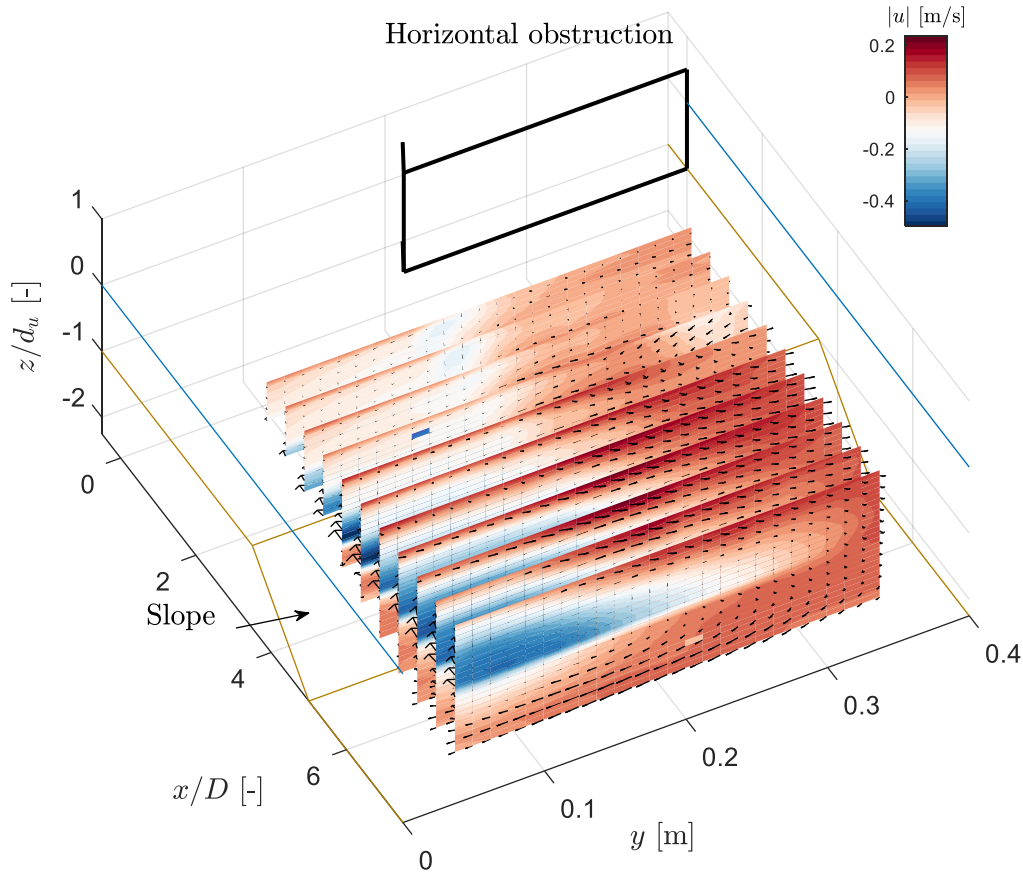 Horizontal obstruction
|u| [m/s]
0.2
0
-0.2
-0.4
1
0
-1
-2
z/d_u [-]
0
2
4
6
Slope
x/D [-]
0
0.1
0.2
0.3
0.4
y [m]